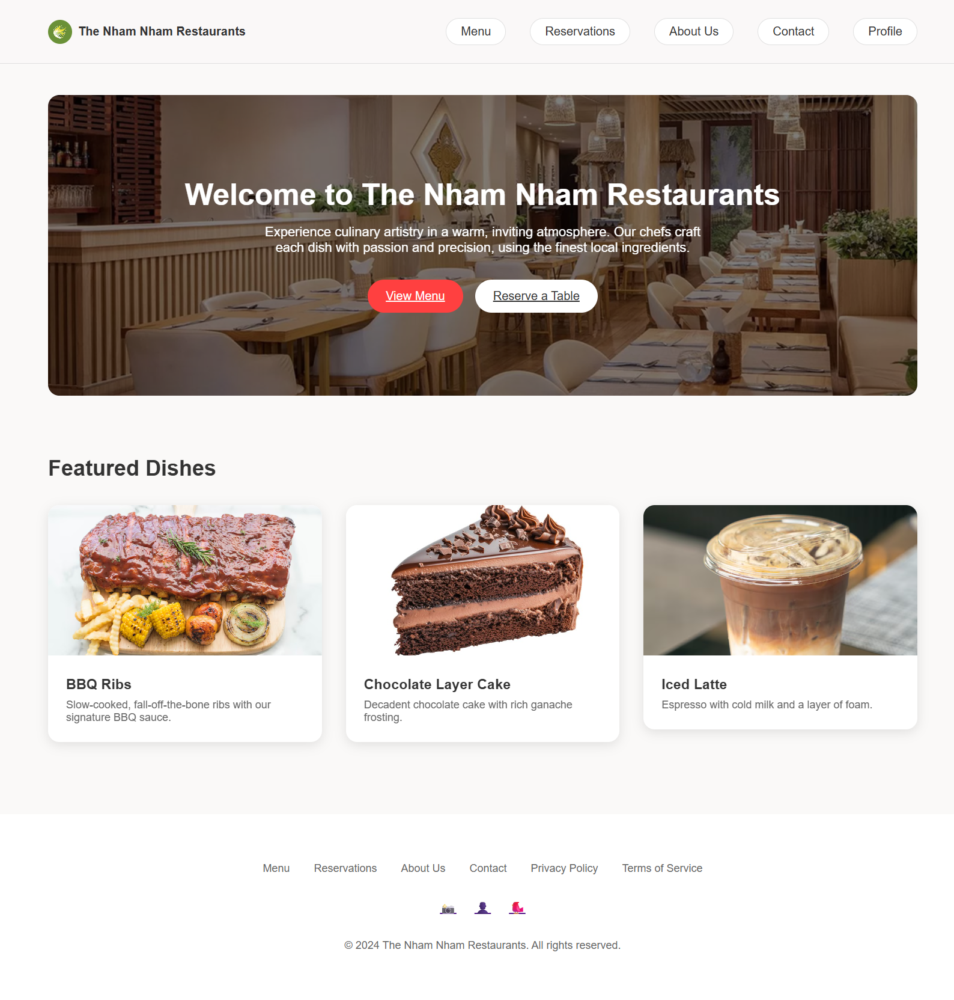 The Nham Nham Restaurants
Menu
Reservations
About Us
Contact
Profile
Welcome to The Nham Nham Restaurants
Experience culinary artistry in a warm, inviting atmosphere. Our chefs craft
each dish with passion and precision, using the finest local ingredients.
View Menu
Reserve a Table
Featured Dishes
BBQ Ribs
Slow-cooked, fall-off-the-bone ribs with our
signature BBQ sauce.
Chocolate Layer Cake
Decadent chocolate cake with rich ganache
frosting.
Iced Latte
Espresso with cold milk and a layer of foam.
Menu
Reservations
About Us
Contact
Privacy Policy
Terms of Service
© 2024 The Nham Nham Restaurants. All rights reserved.